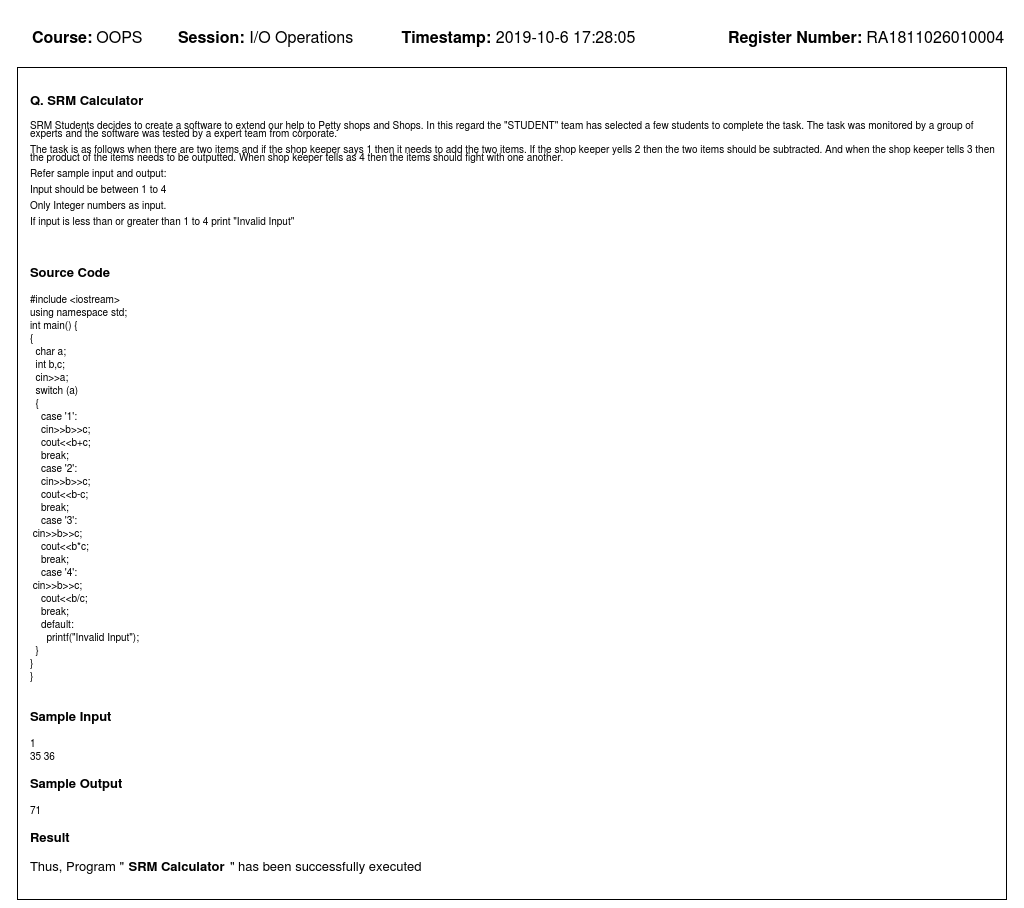 Course: OOPS Session: I/O Operations Timestamp: 2019-10-6 17:28:05 Register Number: RA1811026010004
Q. SRM Calculator
SRM Students decides to create a software to extend our help to Petty shops and Shops. In this regard the "STUDENT" team has selected a few students to complete the task. The task was monitored by a group of
experts and the software was tested by a expert team from corporate.
The task is as follows when there are two items and if the shop keeper says 1 then it needs to add the two items. If the shop keeper yells 2 then the two items should be subtracted. And when the shop keeper tells 3 then
the product of the items needs to be outputted. When shop keeper tells as 4 then the items should fight with one another.
Refer sample input and output:
Input should be between 1 to 4
Only Integer numbers as input.
If input is less than or greater than 1 to 4 print "Invalid Input"
Source Code
#include <iostream>
using namespace std;
int main() {
{
  char a;
  int b,c;
  cin>>a;
  switch (a)
  {
    case '1':
    cin>>b>>c;
    cout<<b+c;
    break;
    case '2':
    cin>>b>>c;
    cout<<b-c;
    break;
    case '3':
 cin>>b>>c;
    cout<<b*c;
    break;
    case '4':
 cin>>b>>c;
    cout<<b/c;
    break;
    default:
      printf("Invalid Input");
  }
}
}
Sample Input
1
35 36
Sample Output
71
Result
Thus, Program " SRM Calculator " has been successfully executed